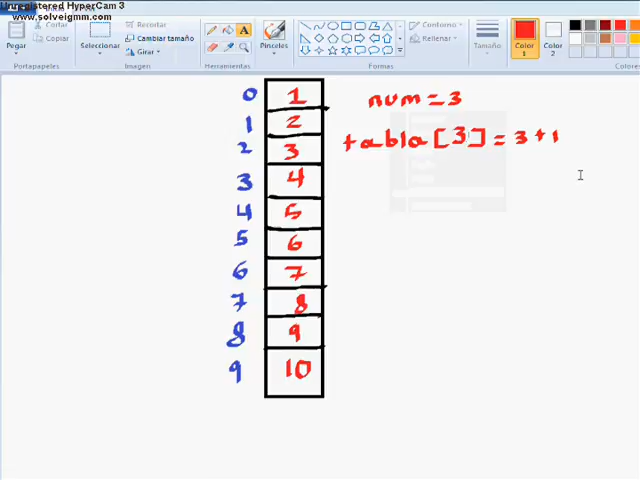 Unregistered HyperCam 3
www.solveigmm.com
Pegar
Cortar
Copiar
Portapapeles
Seleccionar
Recortar
Cambiar tamaño
Girar
Imagen
Herramientas
Pinceles
Formas
Contorno
Rellenar
Tamaño
Color 1
Color 2
0 1
1 2
2 3
3 4
4 5
5 6
6 7
7 8
8 9
9 10
num = 3
tabla [3] = 3 + 1